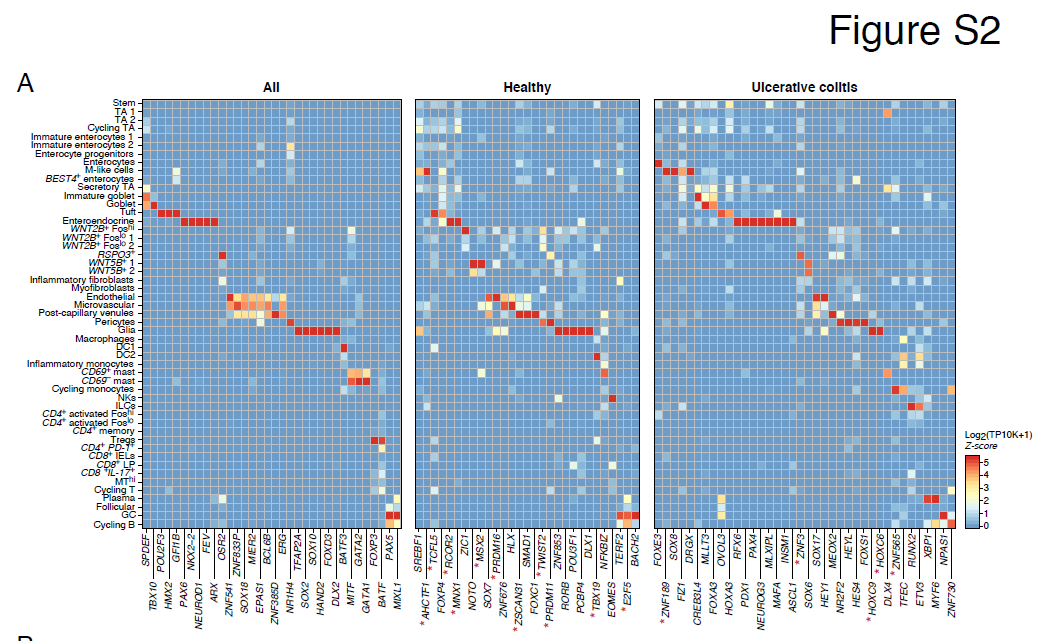 Figure S2
A
All
Healthy
Ulcerative colitis
Stem
TA 1
TA 2
Cycling TA
Immature enterocytes 1
Immature enterocytes 2
Enterocyte progenitors
Enterocytes
M-like cells
BEST4+ enterocytes
Secretory TA
Immature goblet
Goblet
Tuft
Enteroendocrine
WNT2B+ Foshi
WNT2B+ Foslo 1
WNT2B+ Foslo 2
RSPO3+
WNT5B+ 1
WNT5B+ 2
Inflammatory fibroblasts
Myofibroblasts
Endothelial
Microvascular
Post-capillary venules
Pericytes
Glia
Macrophages
DC1
DC2
Inflammatory monocytes
CD69+ mast
CD69- mast
Cycling monocytes
NKs
ILCs
CD4+ activated Foshi
CD4+ activated Foslo
CD4+ memory
Tregs
CD4+ PD-1+
CD8+ IELs
CD8+ LP
CD8+IL-17+
MThi
Cycling T
Plasma
Follicular
GC
Cycling B
Log2(TP10K+1)
Z-score
5
4
3
2
1
0
SPDEF
POU2F3
GFI1B
NKX2-2
FEV
OSR2
ZNF833P
MIER2
BCL6B
ERG
TFAP2A
SOX10
FOXD3
BATF3
GATA2
FOXP3
PAX5
TBX10
HMX2
PAX6
NEUROD1
ARX
ZNF541
SOX18
EPAS1
ZNF385D
NR1H4
SOX2
HAND2
DLX2
MITF
GATA1
BATF
MIXL1
SREBF1
* TCFL5
* RCOR2
ZIC1
* MSX2
* PRDM16
HLX
SMAD1
* TWIST2
ZNF853
POU3F1
DLX1
NFKBIZ
TERF2
BACH2
* AHCTF1
FOXP4
* MNX1
NOTO
SOX7
ZNF676
* ZSCAN31
FOXC1
* PRDM11
RORB
PCBP4
* TBX19
EOMES
* E2F5
FOXE3
SOX8
DRGX
MLLT3
OVOL3
RFX6
PAX4
MLXIPL
INSM1
* ZNF3
SOX17
MEOX2
HEYL
FOXS1
* HOXC6
* ZNF665
RUNX2
XBP1
NPAS1
* ZNF189
FIZ1
CREB3L4
FOXA3
HOXA3
PDX1
NEUROG3
MAFA
ASCL1
SOX6
HEY1
NR2F2
HES4
* HOXC9
DLX4
TFEC
ETV3
MYF6
ZNF730